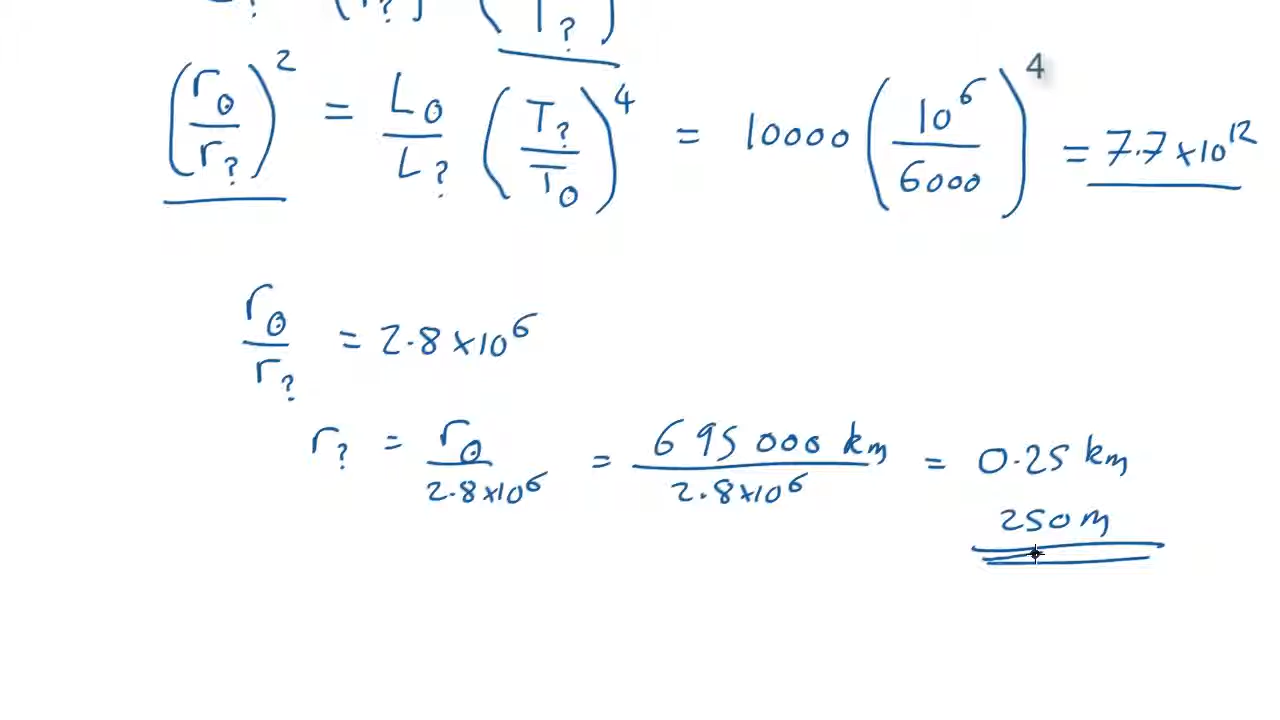 ? (r?) (T?)
(r⊙/r?)² = L⊙/L? (T?/T⊙)⁴ = 10000 (10⁶/6000)⁴ = 7.7×10¹²
r⊙/r? = 2.8×10⁶
r? = r⊙/2.8×10⁶ = 695 000 km/2.8×10⁶ = 0.25 km
250m